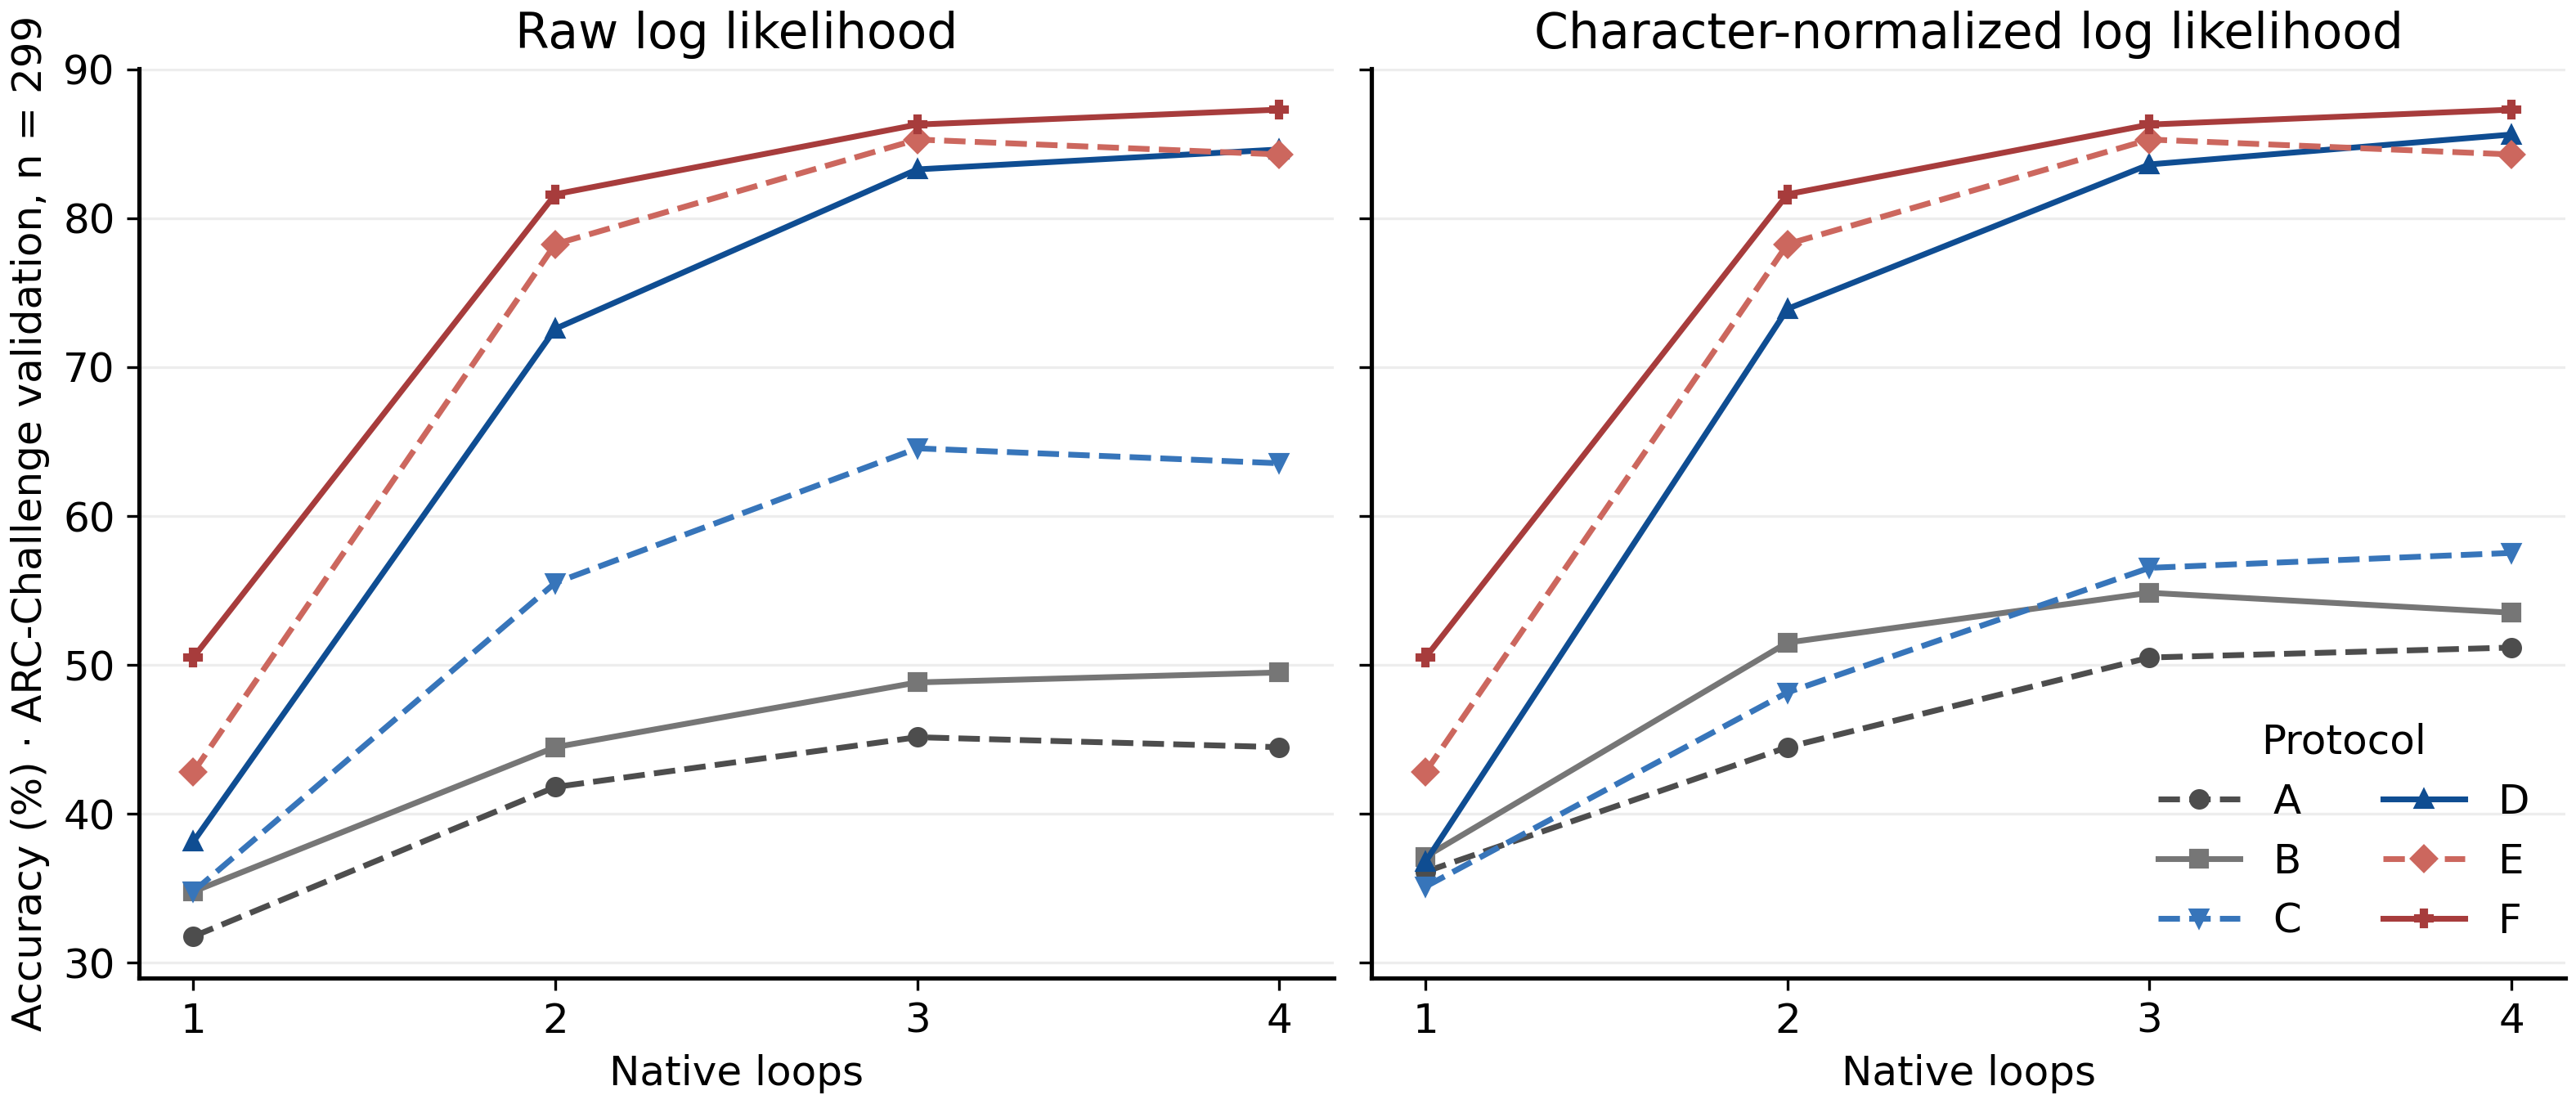 Raw log likelihood
Character-normalized log likelihood
Accuracy (%) · ARC-Challenge validation, n = 299
90
80
70
60
50
40
30
1 2 3 4
1 2 3 4
Native loops
Native loops
Protocol
A D
B E
C F